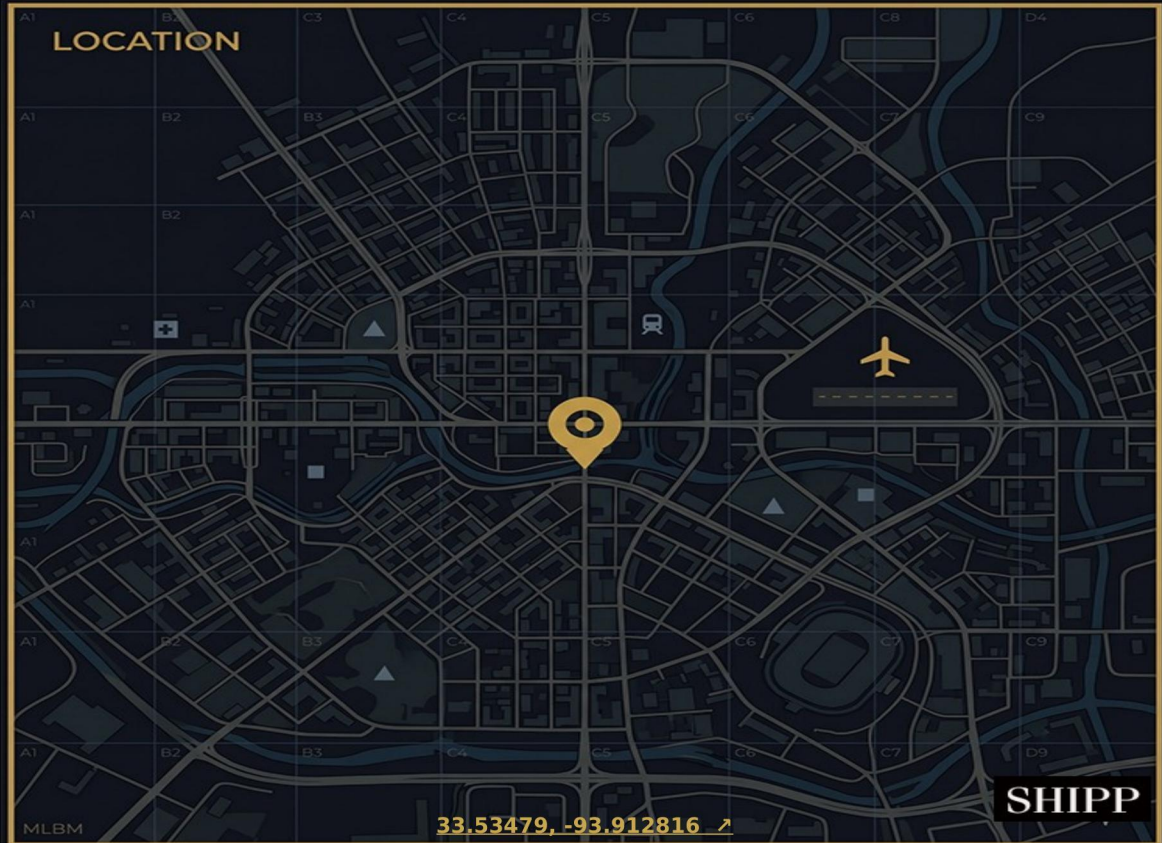 A1 B2 C3 C4 C5 C6 C8 D4
LOCATION
A1 B2 B3 C4 C5 C6 C7 C9
A1 B2
A1
A1
A1 B2 B3 C4 C5 C6 C7 C9
A1 B2 B3 C4 C5 C6 C7 D9
SHIPP
MLBM
33.53479, -93.912816 ↗